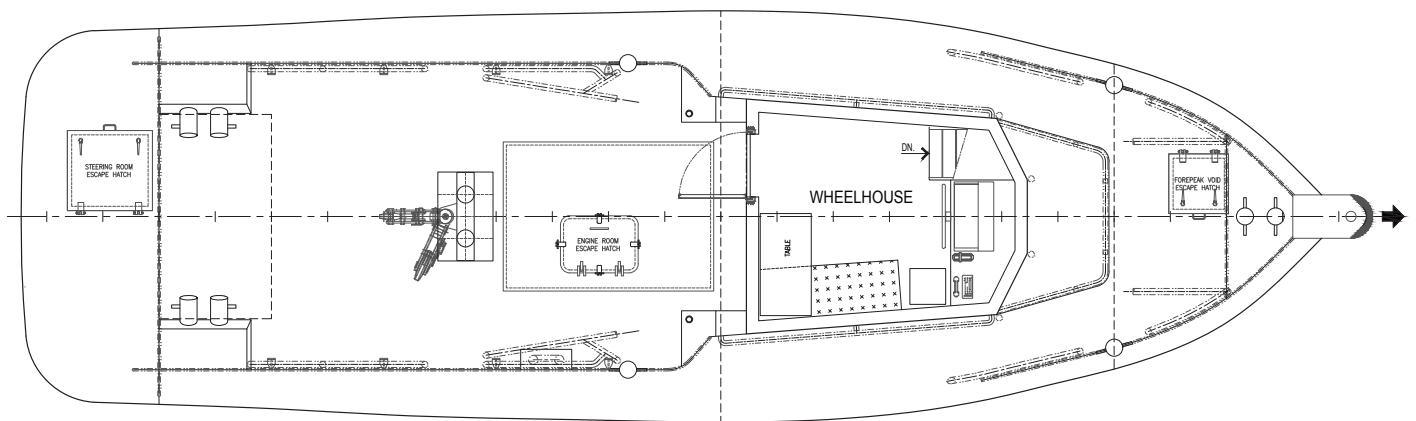 STEERING ROOM
ESCAPE HATCH
ENGINE ROOM
ESCAPE HATCH
TABLE
WHEELHOUSE
DN.
FOREPEAK VOID
ESCAPE HATCH